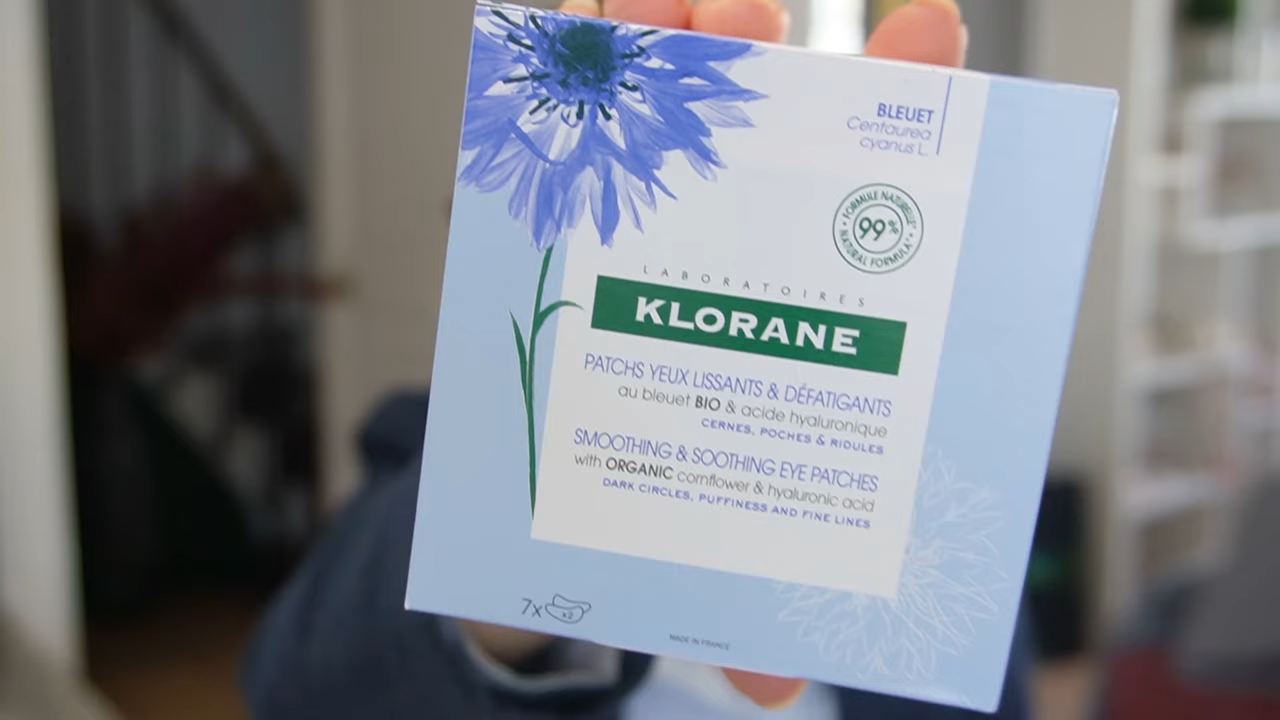 BLEUET
Centaurea
cyanus L.
FORMULE NATURELLE
99%
NATURAL FORMULA
LABORATOIRES
KLORANE
PATCHS YEUX LISSANTS & DÉFATIGANTS
au bleuet BIO & acide hyaluronique
CERNES, POCHES & RIDULES
SMOOTHING & SOOTHING EYE PATCHES
with ORGANIC cornflower & hyaluronic acid
DARK CIRCLES, PUFFINESS AND FINE LINES
7x
x2
MADE IN FRANCE